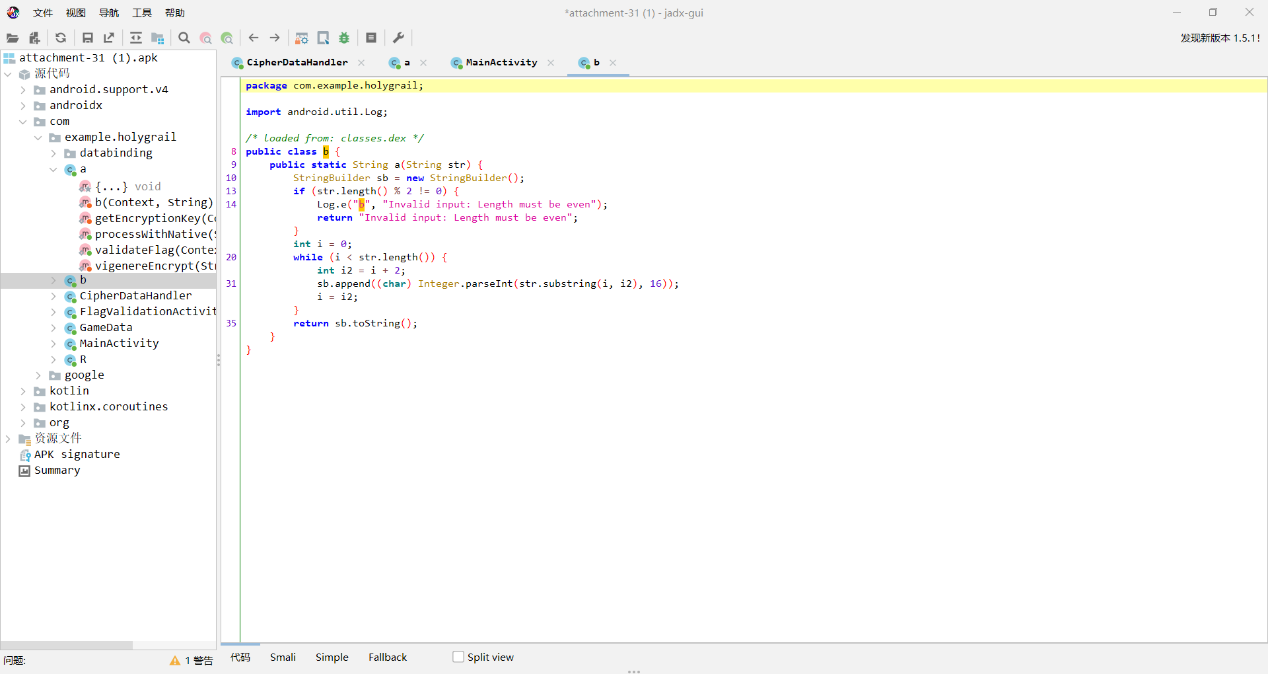 文件 视图 导航 工具 帮助
*attachment-31 (1) - jadx-gui
发现新版本 1.5.1!
attachment-31 (1).apk
源代码
android.support.v4
androidx
com
example.holygrail
databinding
a
{...} void
b(Context, String)
getEncryptionKey(Co
processWithNative(S
validateFlag(Contex
vigenereEncrypt(Str
b
CipherDataHandler
FlagValidationActivit
GameData
MainActivity
R
google
kotlin
kotlinx.coroutines
org
资源文件
APK signature
Summary
问题:
1 警告
CipherDataHandler a MainActivity b
package com.example.holygrail;
import android.util.Log;
/* loaded from: classes.dex */
8 public class b {
9 public static String a(String str) {
10 StringBuilder sb = new StringBuilder();
13 if (str.length() % 2 != 0) {
14 Log.e("b", "Invalid input: Length must be even");
return "Invalid input: Length must be even";
}
int i = 0;
20 while (i < str.length()) {
int i2 = i + 2;
31 sb.append((char) Integer.parseInt(str.substring(i, i2), 16));
i = i2;
}
35 return sb.toString();
}
}
代码 Smali Simple Fallback Split view